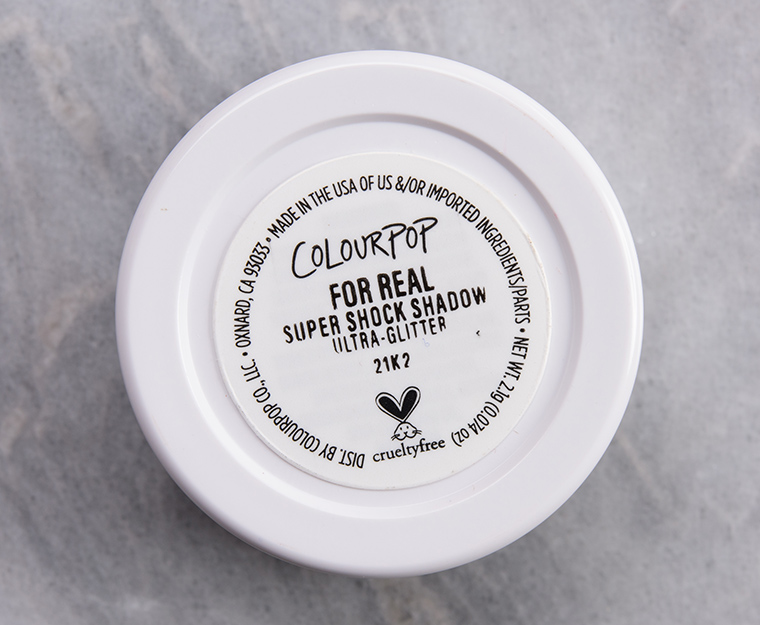 COLOURPOP
FOR REAL
SUPER SHOCK SHADOW
ULTRA-GLITTER
21K2
crueltyfree
DIST. BY COLOURPOP CO., LLC. • OXNARD, CA 93033 • MADE IN THE USA OF US &/OR IMPORTED INGREDIENTS/PARTS • NET WT. 2.1g (0.074 oz)